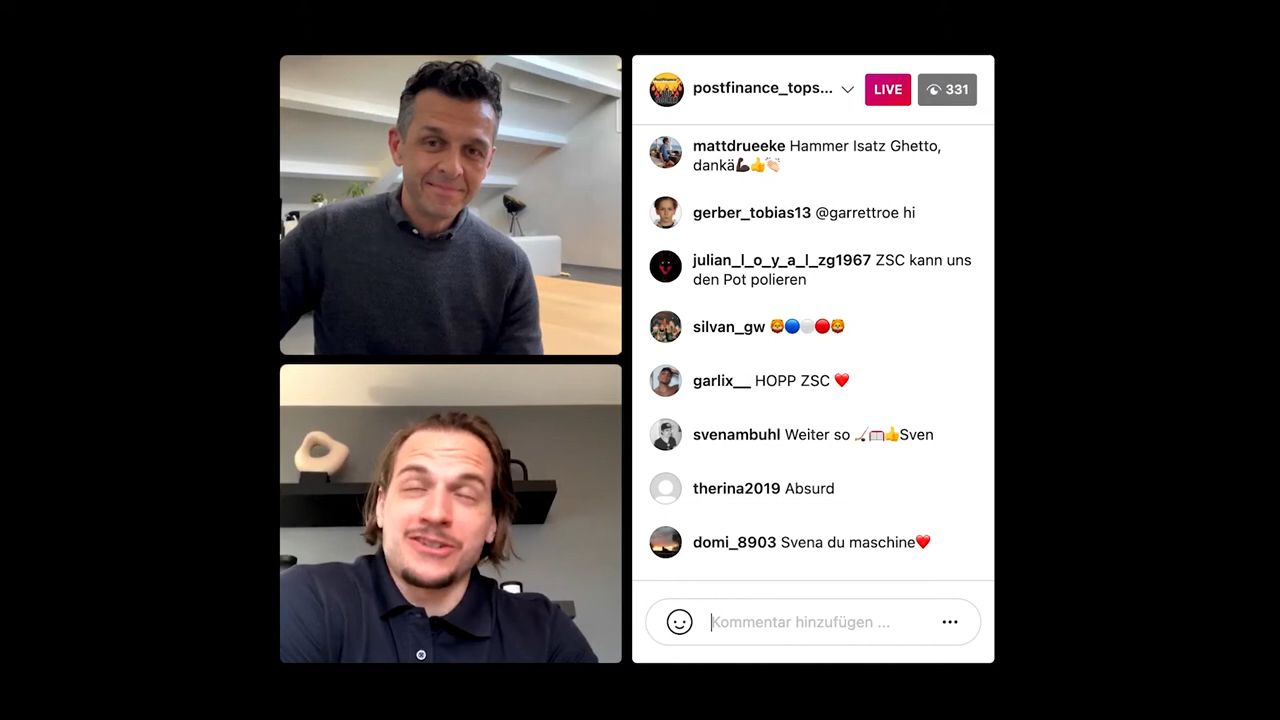 postfinance_tops...
LIVE
331
mattdrueeke Hammer Isatz Ghetto,
dankä💪🏿👍👏🏻
gerber_tobias13 @garrettroe hi
julian_l_o_y_a_l_zg1967 ZSC kann uns
den Pot polieren
silvan_gw 🦁🔵⚪🔴🦁
garlix__ HOPP ZSC ❤️
svenambuhl Weiter so 🏒🥅👍Sven
therina2019 Absurd
domi_8903 Svena du maschine❤️
Kommentar hinzufügen ...